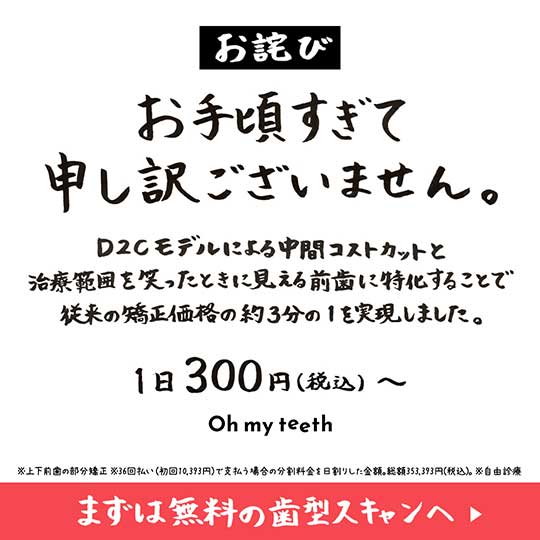 お詫び
お手頃すぎて
申し訳ございません。
D2Cモデルによる中間コストカットと
治療範囲を笑ったときに見える前歯に特化することで
従来の矯正価格の約3分の1を実現しました。
1日300円(税込)〜
Oh my teeth
※上下前歯の部分矯正 ※36回払い(初回10,393円)で支払う場合の分割料金を日割りした金額。総額353,393円(税込)。※自由診療
まずは無料の歯型スキャンへ ▶